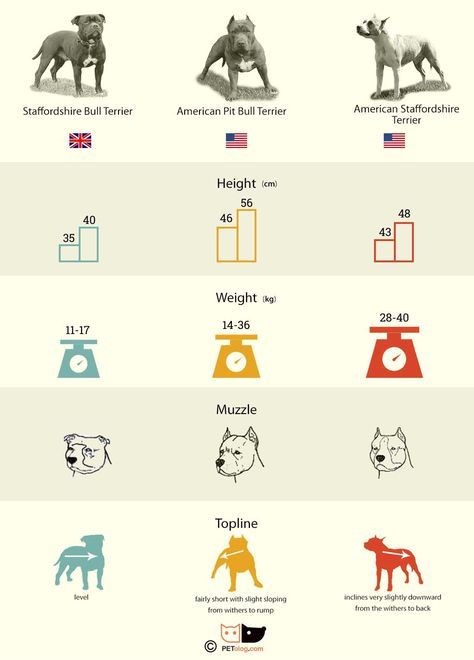 Staffordshire Bull Terrier
American Pit Bull Terrier
American Staffordshire
Terrier
Height (cm)
35 40
46 56
43 48
Weight (kg)
11-17
14-36
28-40
Muzzle
Topline
level
fairly short with slight sloping
from withers to rump
inclines very slightly downward
from the withers to back
© PETolog.com